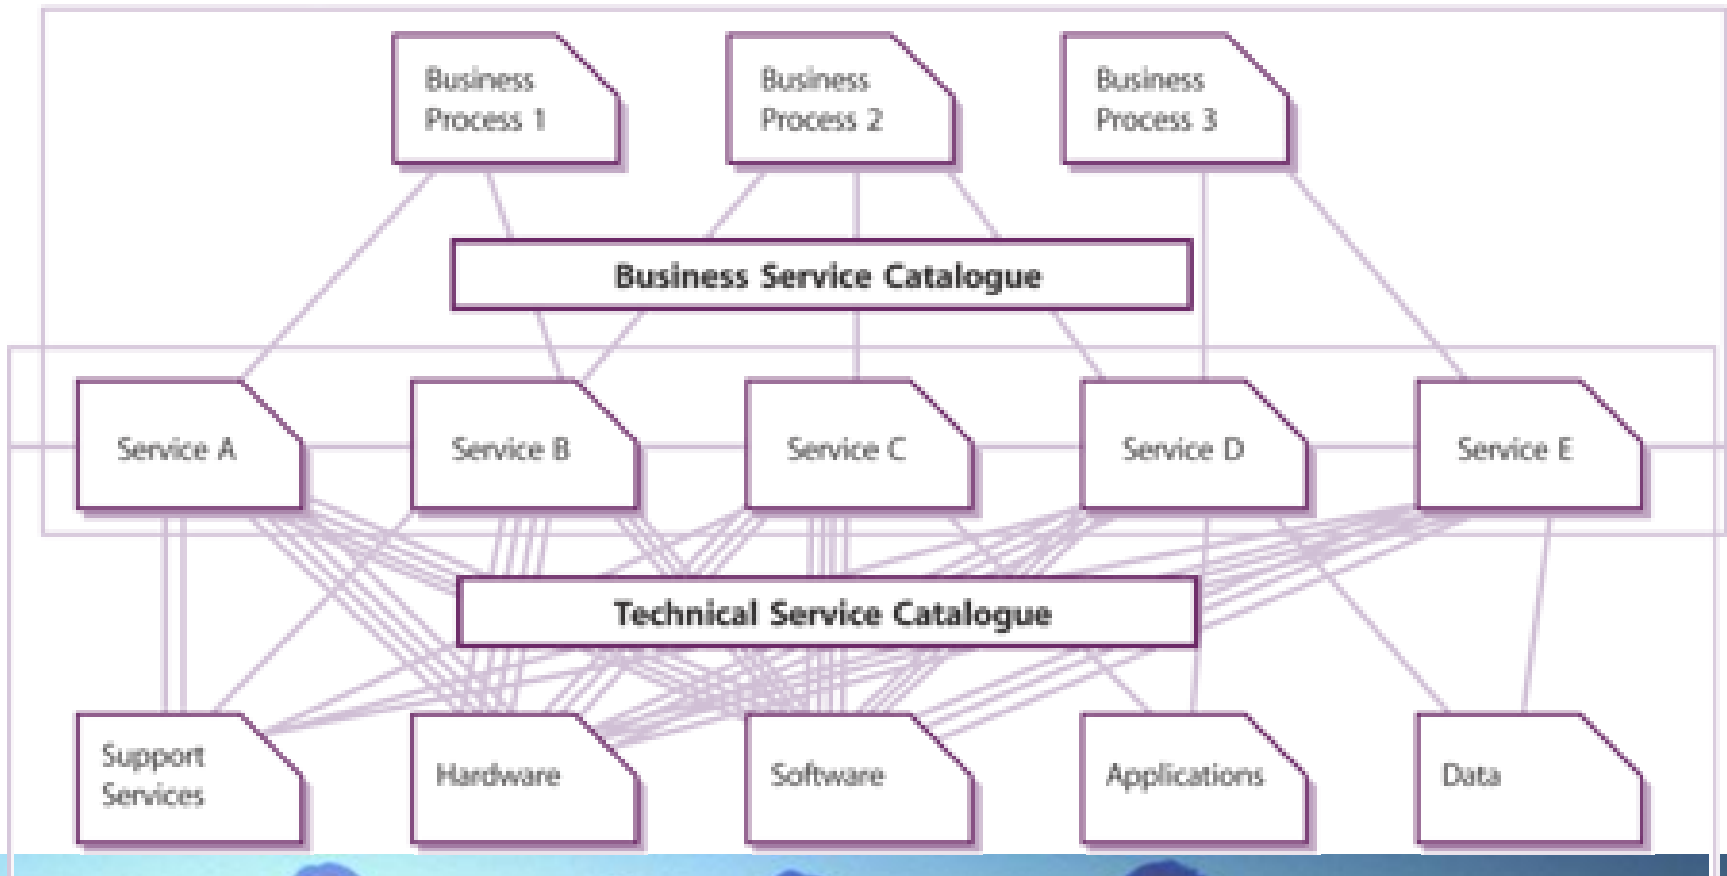 Business
Process 1
Business
Process 2
Business
Process 3
Business Service Catalogue
Service A
Service B
Service C
Service D
Service E
Technical Service Catalogue
Support
Services
Hardware
Software
Applications
Data